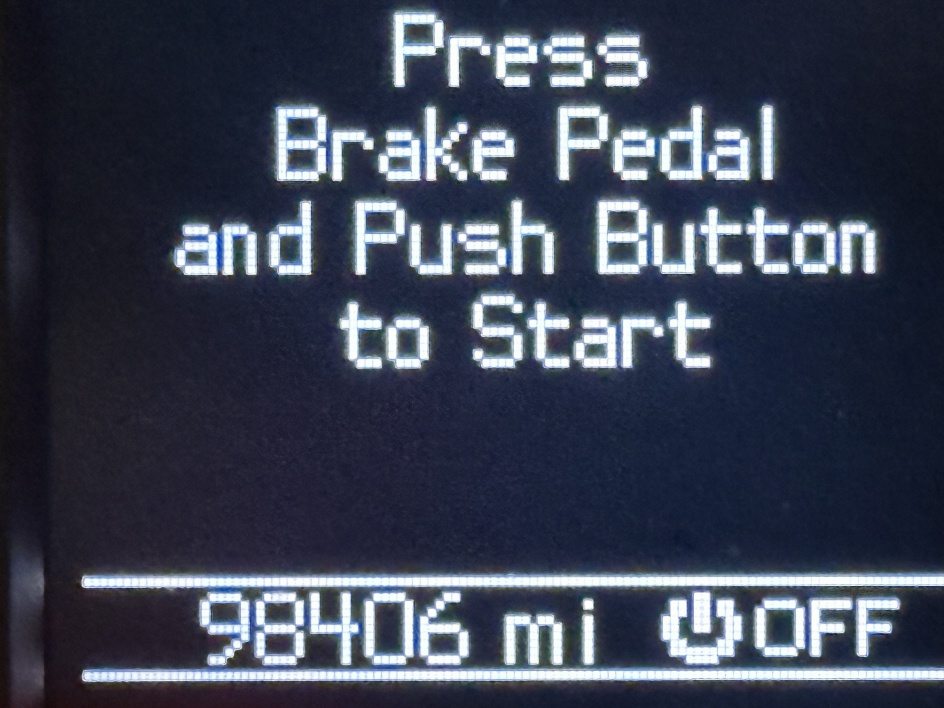 Press
Brake Pedal
and Push Button
to Start
98406 mi OFF